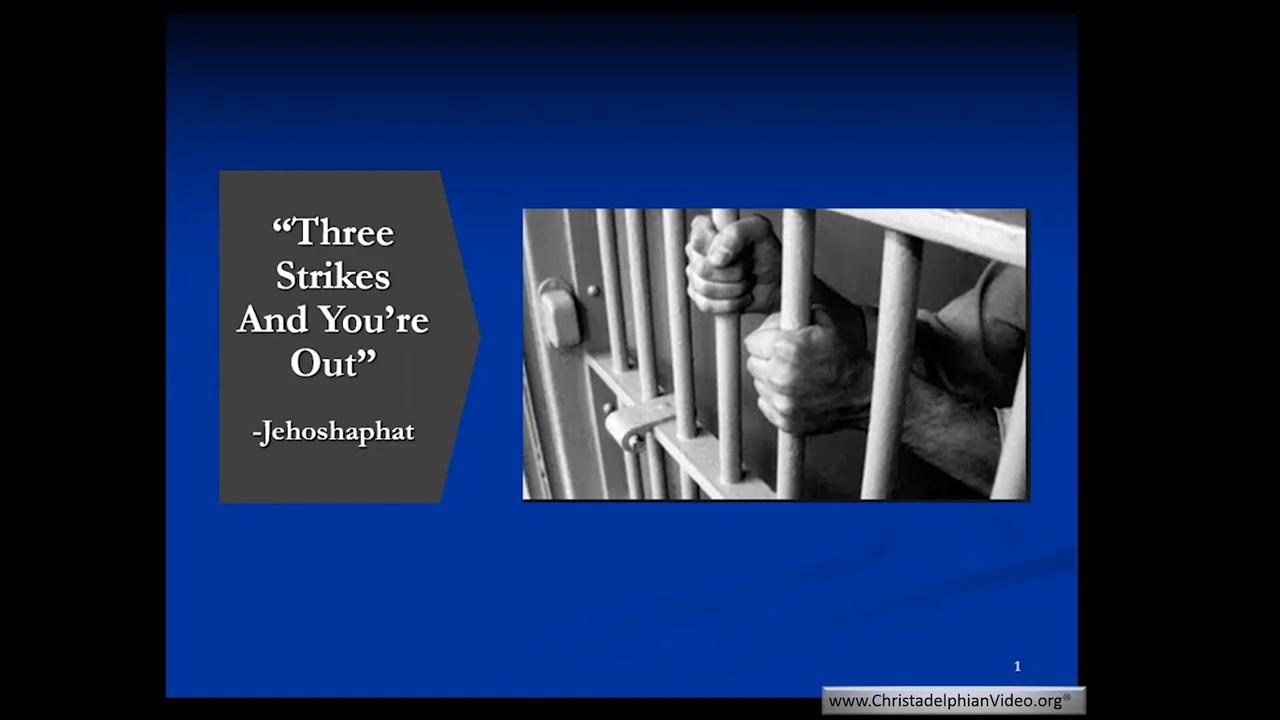 “Three
Strikes
And You’re
Out”
-Jehoshaphat
1
www.ChristadelphianVideo.org®